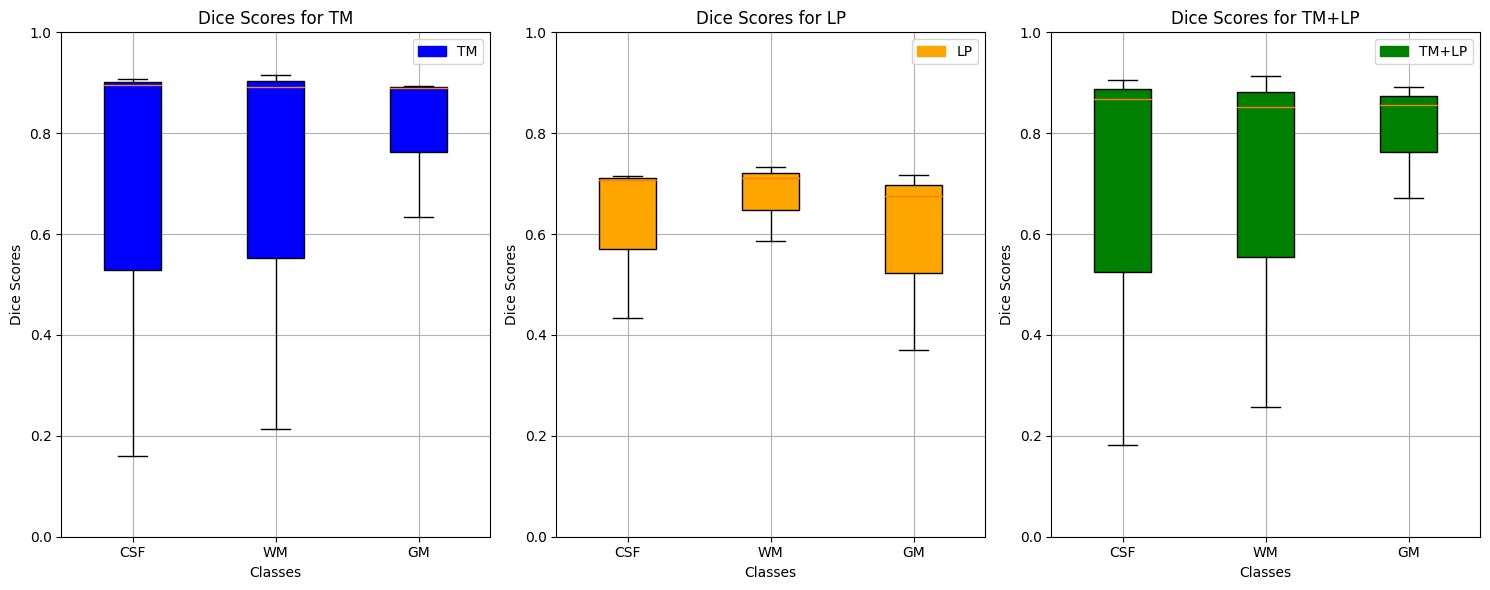 Dice Scores for TM
TM
1.0
0.8
0.6
0.4
0.2
0.0
Dice Scores
CSF WM GM
Classes
Dice Scores for LP
LP
1.0
0.8
0.6
0.4
0.2
0.0
Dice Scores
CSF WM GM
Classes
Dice Scores for TM+LP
TM+LP
1.0
0.8
0.6
0.4
0.2
0.0
Dice Scores
CSF WM GM
Classes